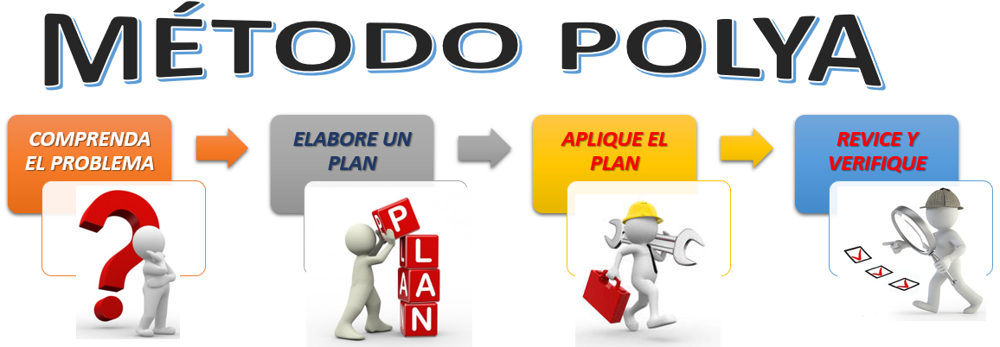 MÉTODO POLYA
COMPRENDA
EL PROBLEMA
ELABORE UN
PLAN
APLIQUE EL
PLAN
REVICE Y
VERIFIQUE
P
L
A A
N